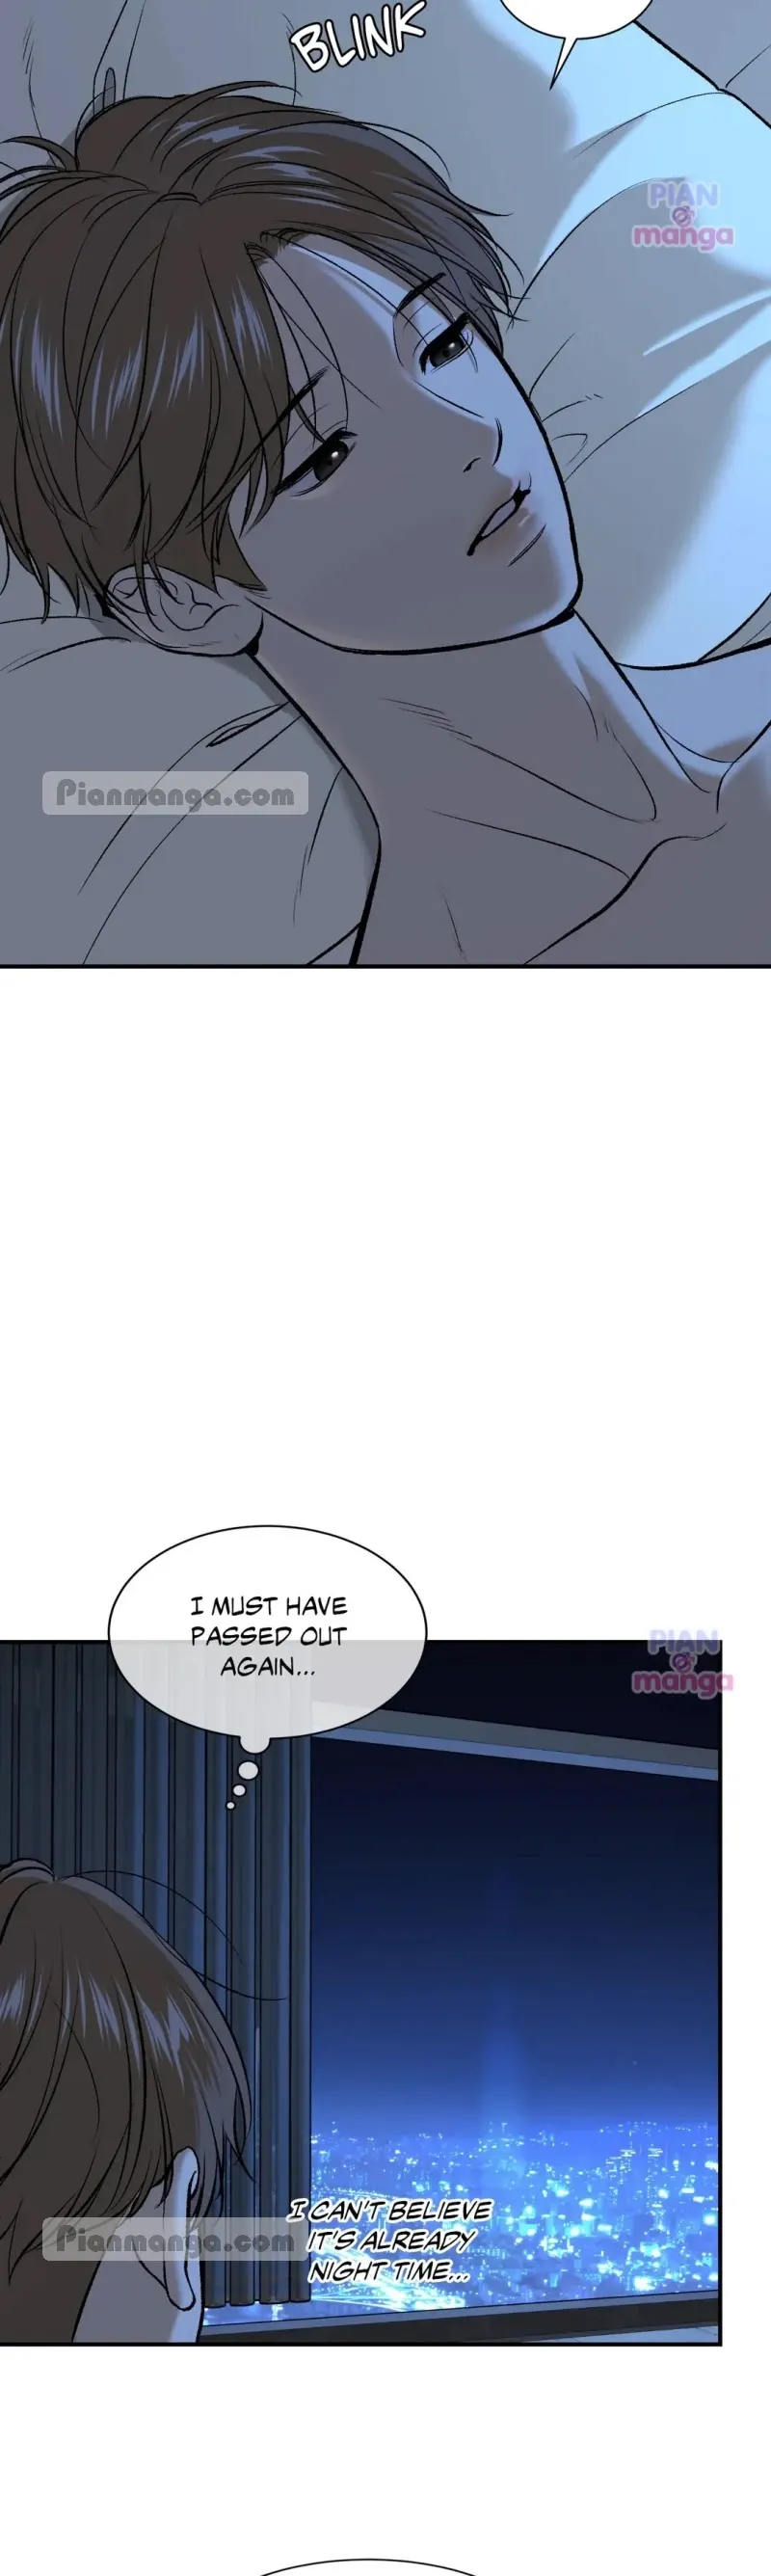 BLINK
PIAN
manga
Pianmanga.com
I MUST HAVE
PASSED OUT
AGAIN...
PIAN
manga
I CAN'T BELIEVE
IT'S ALREADY
NIGHT TIME...
Pianmanga.com